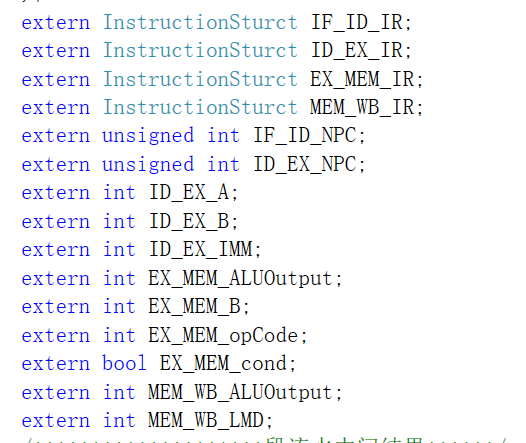 extern InstructionSturct IF_ID_IR;
extern InstructionSturct ID_EX_IR;
extern InstructionSturct EX_MEM_IR;
extern InstructionSturct MEM_WB_IR;
extern unsigned int IF_ID_NPC;
extern unsigned int ID_EX_NPC;
extern int ID_EX_A;
extern int ID_EX_B;
extern int ID_EX_IMM;
extern int EX_MEM_ALUOutput;
extern int EX_MEM_B;
extern int EX_MEM_opCode;
extern bool EX_MEM_cond;
extern int MEM_WB_ALUOutput;
extern int MEM_WB_LMD;